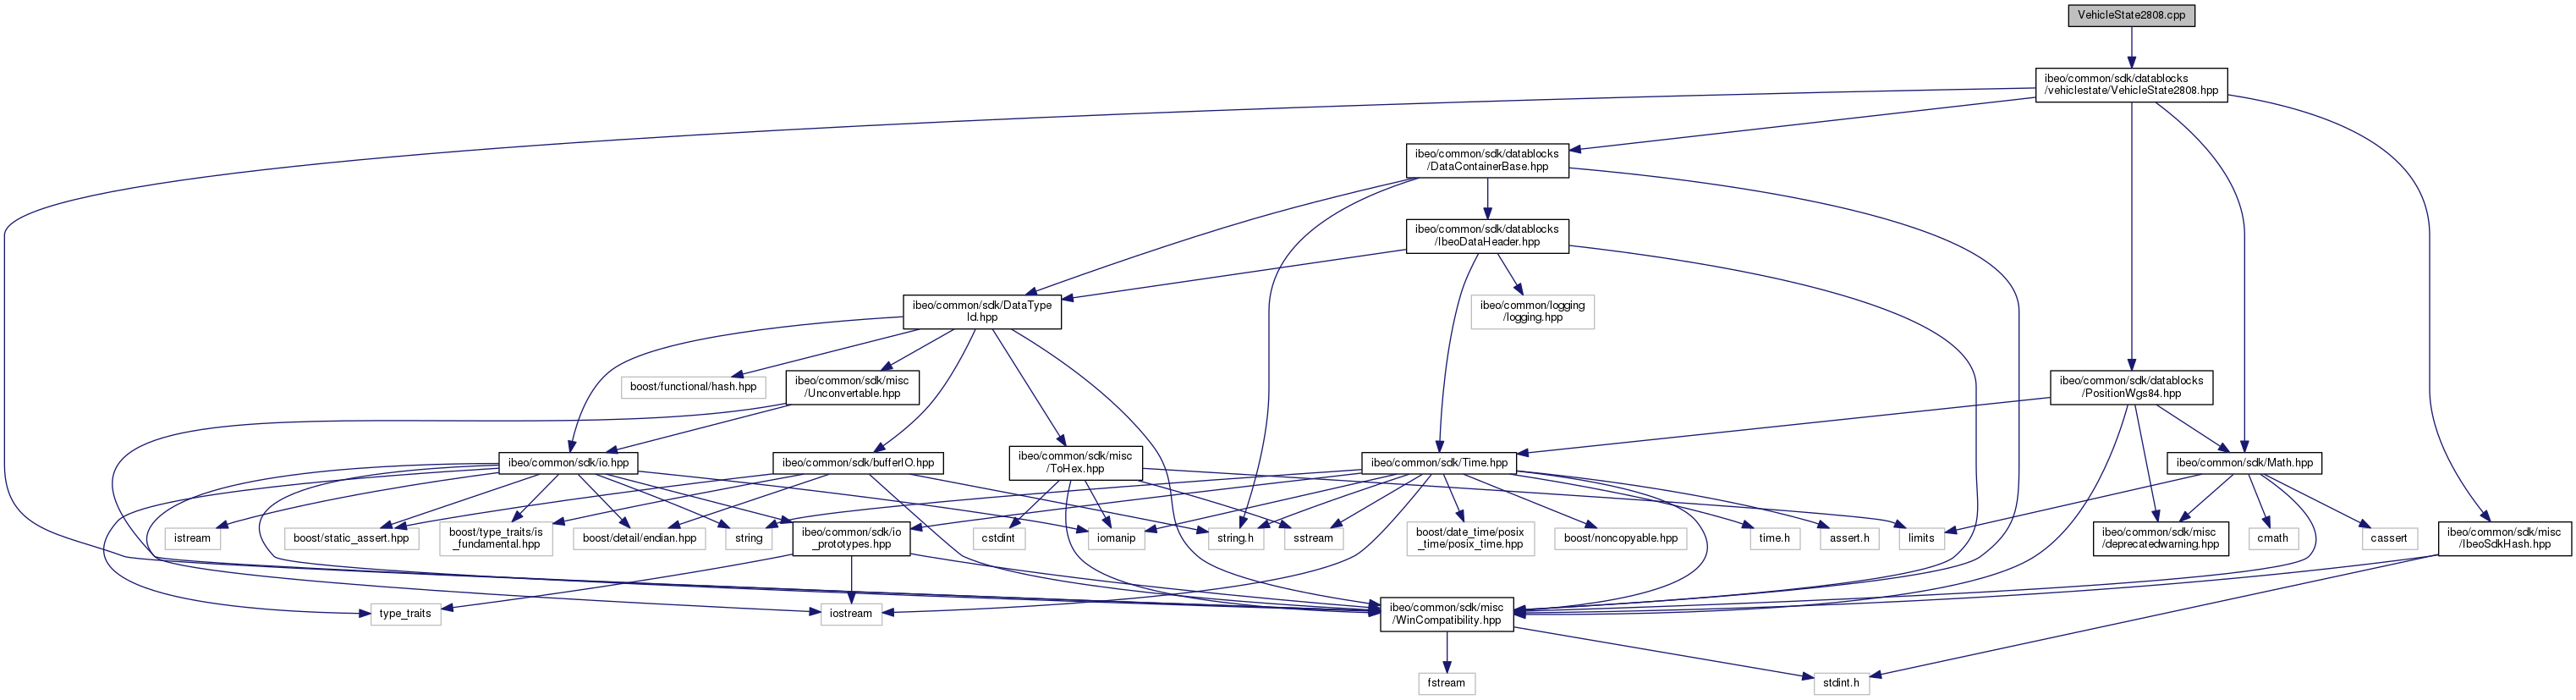 VehicleState2808.cpp
ibeo/common/sdk/datablocks
/vehiclestate/VehicleState2808.hpp
ibeo/common/sdk/datablocks
/DataContainerBase.hpp
ibeo/common/sdk/datablocks
/IbeoDataHeader.hpp
ibeo/common/sdk/DataType
Id.hpp
ibeo/common/logging
/logging.hpp
boost/functional/hash.hpp
ibeo/common/sdk/misc
/Unconvertable.hpp
ibeo/common/sdk/datablocks
/PositionWgs84.hpp
ibeo/common/sdk/io.hpp
ibeo/common/sdk/bufferIO.hpp
ibeo/common/sdk/misc
/ToHex.hpp
ibeo/common/sdk/Time.hpp
ibeo/common/sdk/Math.hpp
istream
boost/static_assert.hpp
boost/type_traits/is
_fundamental.hpp
boost/detail/endian.hpp
string
ibeo/common/sdk/io
_prototypes.hpp
cstdint
iomanip
string.h
sstream
boost/date_time/posix
_time/posix_time.hpp
boost/noncopyable.hpp
time.h
assert.h
limits
ibeo/common/sdk/misc
/deprecatedwarning.hpp
cmath
cassert
ibeo/common/sdk/misc
/IbeoSdkHash.hpp
type_traits
iostream
ibeo/common/sdk/misc
/WinCompatibility.hpp
fstream
stdint.h